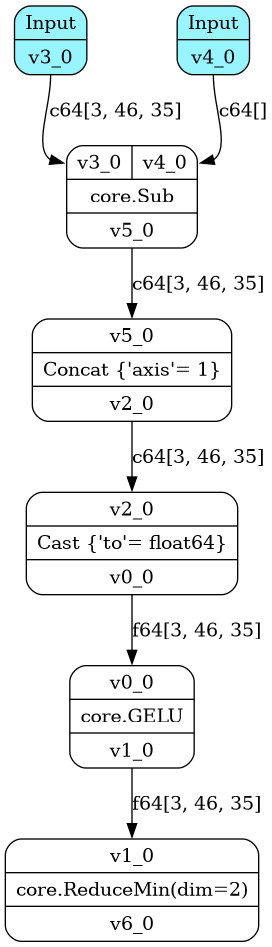 Input
v3_0
Input
v4_0
c64[3, 46, 35]
c64[]
v3_0
v4_0
core.Sub
v5_0
c64[3, 46, 35]
v5_0
Concat {'axis'= 1}
v2_0
c64[3, 46, 35]
v2_0
Cast {'to'= float64}
v0_0
f64[3, 46, 35]
v0_0
core.GELU
v1_0
f64[3, 46, 35]
v1_0
core.ReduceMin(dim=2)
v6_0